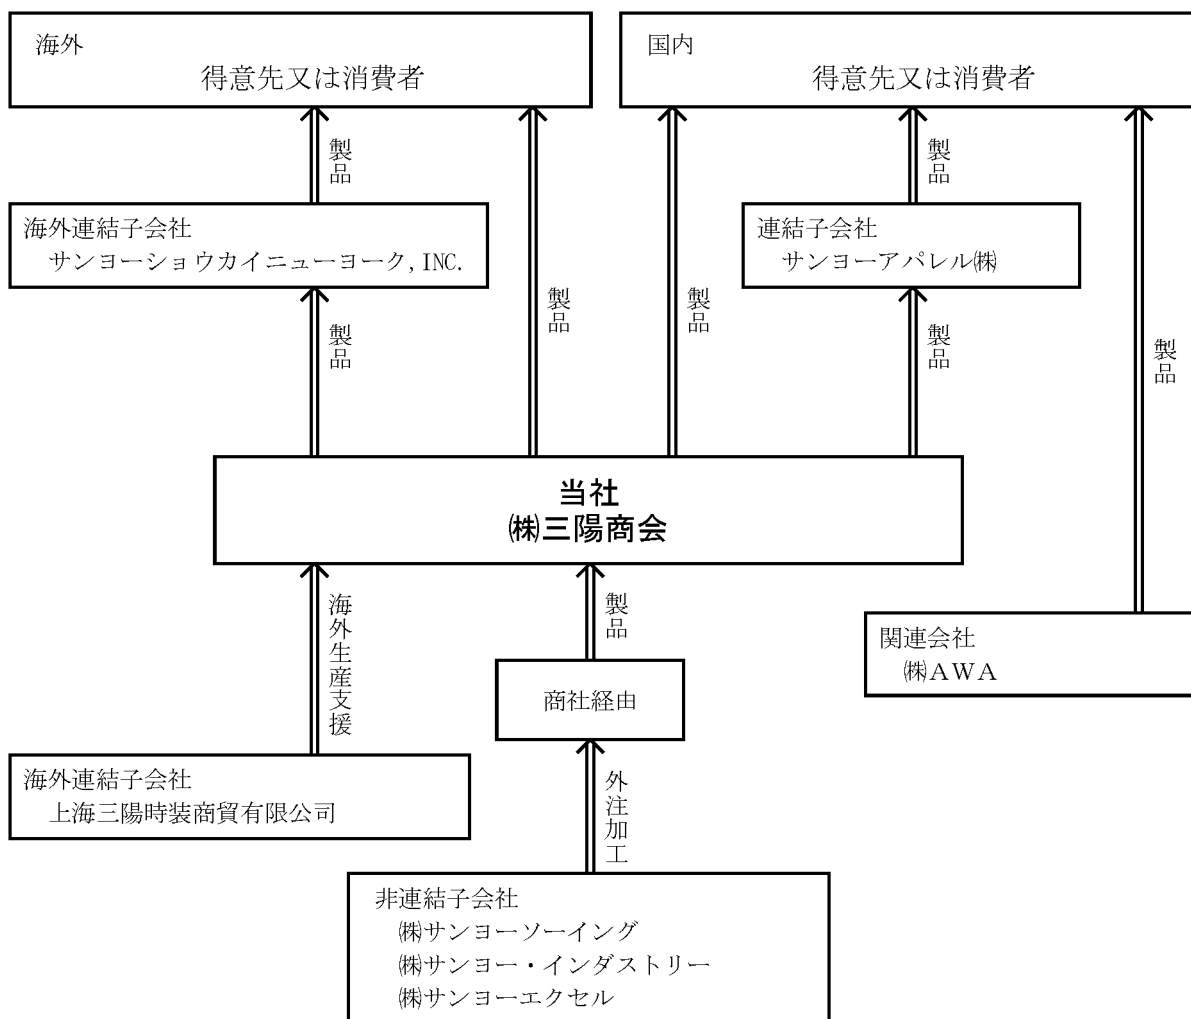 海外
得意先又は消費者
国内
得意先又は消費者
製品
製品
海外連結子会社
サンヨーショウカイニューヨーク, INC.
連結子会社
サンヨーアパレル㈱
製品
製品
製品
製品
製品
当社
㈱三陽商会
海外生産支援
製品
関連会社
㈱AWA
商社経由
海外連結子会社
上海三陽時装商貿有限公司
外注加工
非連結子会社
㈱サンヨーソーイング
㈱サンヨー・インダストリー
㈱サンヨーエクセル